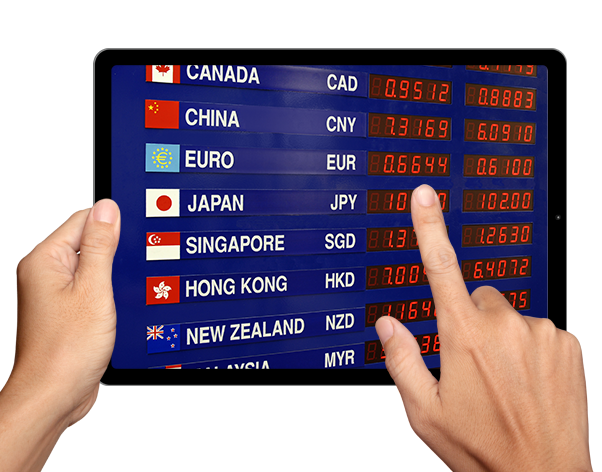 CANADA CAD 0.9512 0.8883
CHINA CNY 7.3169 6.0910
EURO EUR 0.6644 0.6100
JAPAN JPY 102.00
SINGAPORE SGD 1.2630
HONG KONG HKD 6.4072
NEW ZEALAND NZD
MYR